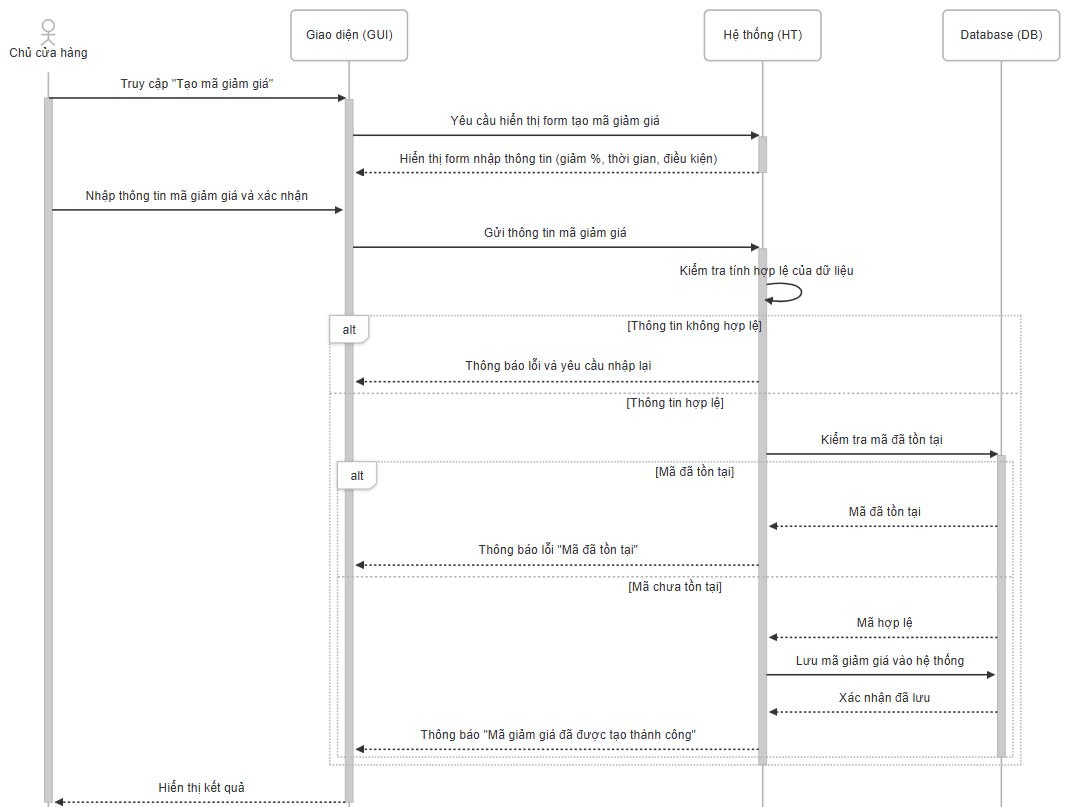 Chủ cửa hàng
Giao diện (GUI)
Hệ thống (HT)
Database (DB)
Truy cập "Tạo mã giảm giá"
Yêu cầu hiển thị form tạo mã giảm giá
Hiển thị form nhập thông tin (giảm %, thời gian, điều kiện)
Nhập thông tin mã giảm giá và xác nhận
Gửi thông tin mã giảm giá
Kiểm tra tính hợp lệ của dữ liệu
alt
[Thông tin không hợp lệ]
Thông báo lỗi và yêu cầu nhập lại
[Thông tin hợp lệ]
Kiểm tra mã đã tồn tại
alt
[Mã đã tồn tại]
Mã đã tồn tại
Thông báo lỗi "Mã đã tồn tại"
[Mã chưa tồn tại]
Mã hợp lệ
Lưu mã giảm giá vào hệ thống
Xác nhận đã lưu
Thông báo "Mã giảm giá đã được tạo thành công"
Hiển thị kết quả